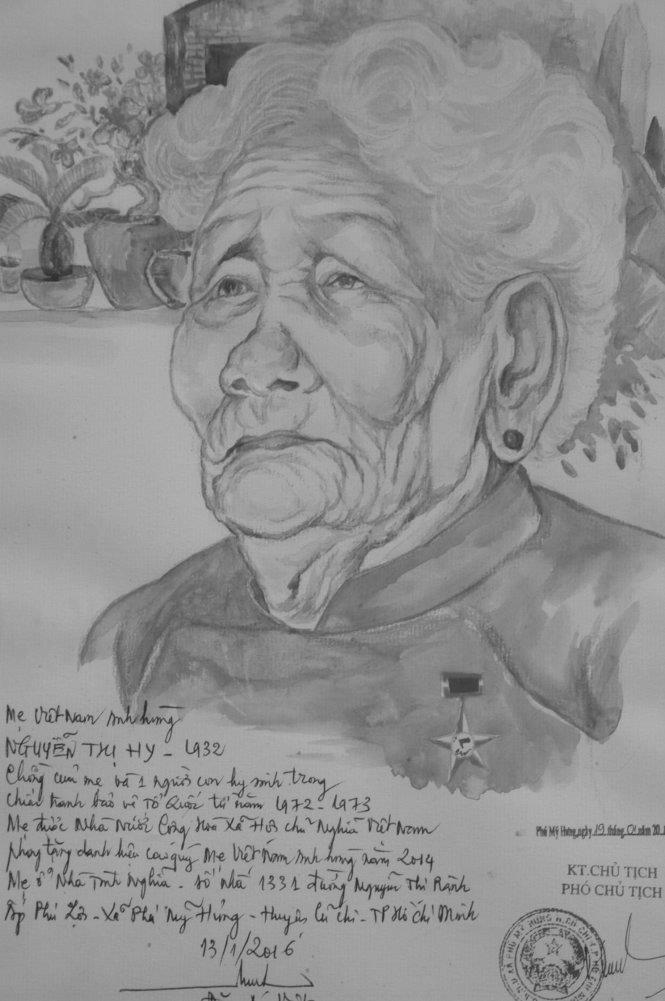 Mẹ Việt Nam anh hùng
NGUYỄN THỊ HY - 1932
Chồng của mẹ và 1 người con hy sinh trong
chiến tranh bảo vệ Tổ Quốc từ năm 1972 - 1973
Mẹ được Nhà Nước Cộng Hoà Xã Hội chủ Nghĩa Việt Nam
truy tặng danh hiệu cao quý Mẹ Việt Nam anh hùng năm 2014
Mẹ ở Nhà Tình Nghĩa - số nhà 1331 đường Nguyễn Thị Rành
Ấp Phú Lợi - Xã Phú Mỹ Hưng - Huyện Củ Chi - TP Hồ Chí Minh
13/1/2016
Phú Mỹ Hưng, ngày 19 tháng 01 năm 20
KT.CHỦ TỊCH
PHÓ CHỦ TỊCH